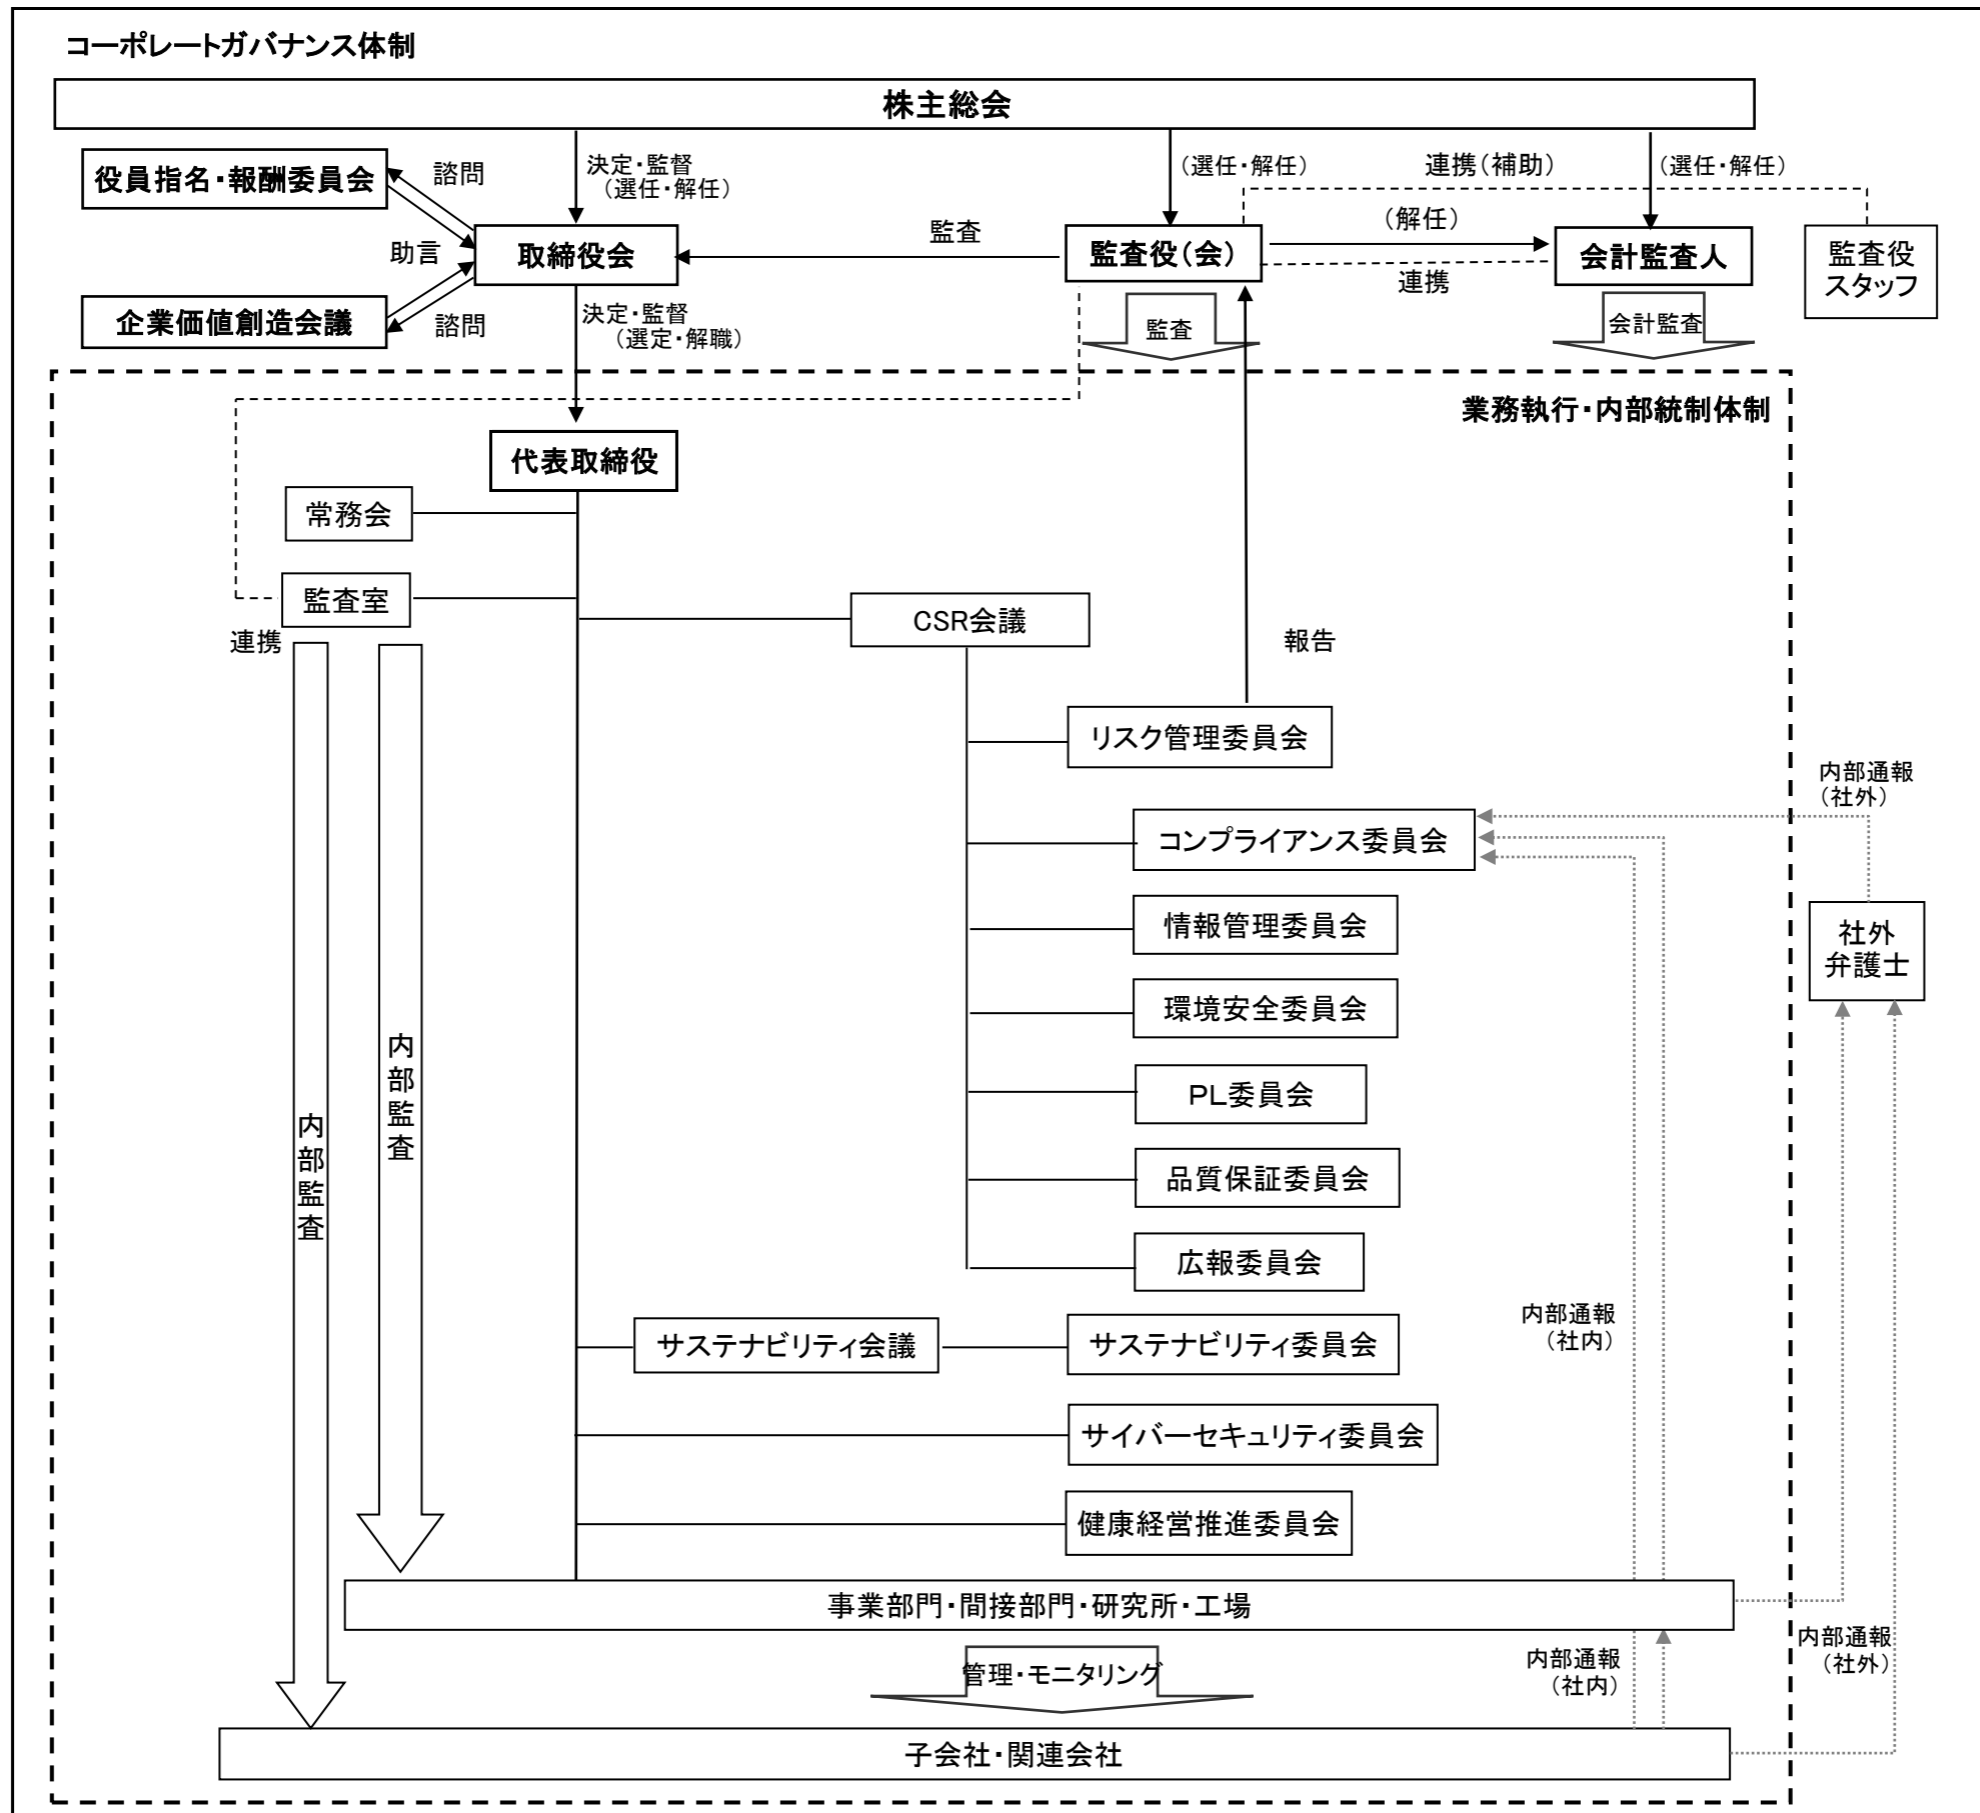 コーポレートガバナンス体制
株主総会
役員指名・報酬委員会
諮問
決定・監督
(選任・解任)
(選任・解任)
連携(補助)
(選任・解任)
助言
取締役会
監査
監査役(会)
(解任)
連携
会計監査人
監査役
スタッフ
企業価値創造会議
諮問
決定・監督
(選定・解職)
監査
会計監査
業務執行・内部統制体制
代表取締役
常務会
監査室
連携
CSR会議
報告
リスク管理委員会
内部通報
(社外)
コンプライアンス委員会
情報管理委員会
社外
弁護士
環境安全委員会
内部監査
内部監査
PL委員会
品質保証委員会
広報委員会
内部通報
(社内)
サステナビリティ会議
サステナビリティ委員会
サイバーセキュリティ委員会
健康経営推進委員会
事業部門・間接部門・研究所・工場
管理・モニタリング
内部通報
(社内)
内部通報
(社外)
子会社・関連会社